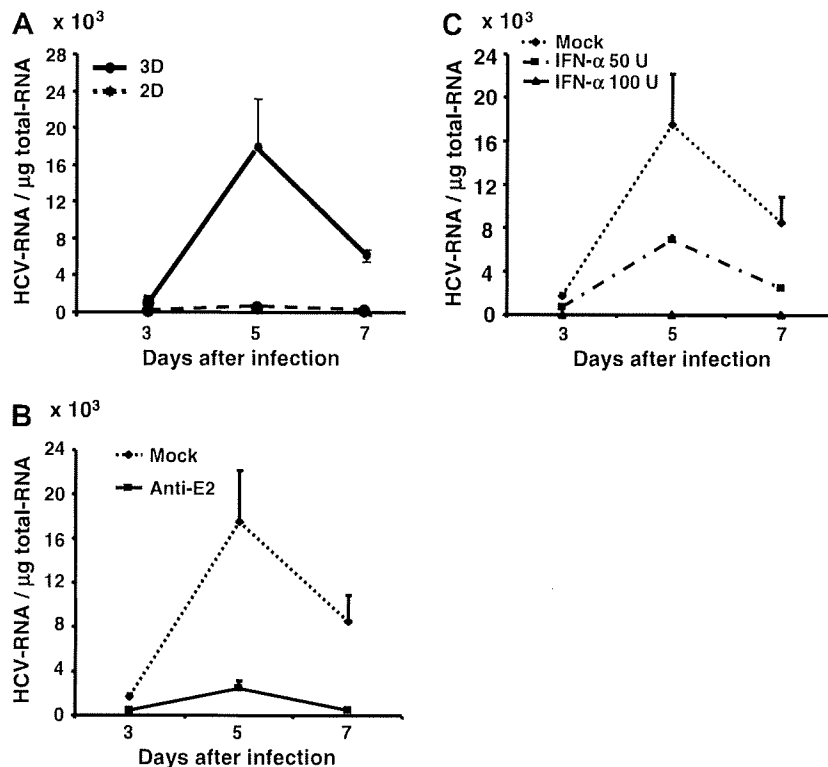 A
x 10³
28
24
20
16
12
8
4
0
3D
2D
HCV-RNA / µg total-RNA
3 5 7
Days after infection
B
x 10³
24
20
16
12
8
4
0
Mock
Anti-E2
HCV-RNA / µg total-RNA
3 5 7
Days after infection
C
x 10³
24
20
16
12
8
4
0
Mock
IFN-α 50 U
IFN-α 100 U
HCV-RNA / µg total-RNA
3 5 7
Days after infection